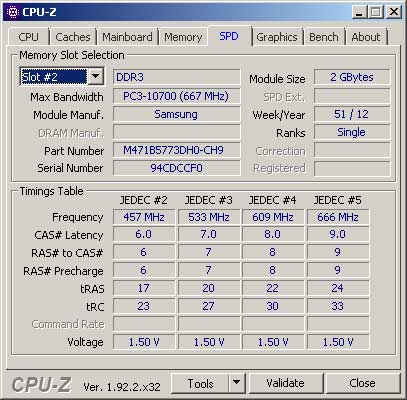 CPU-Z
CPU Caches Mainboard Memory SPD Graphics Bench About
Memory Slot Selection
Slot #2 DDR3 Module Size 2 GBytes
Max Bandwidth PC3-10700 (667 MHz) SPD Ext.
Module Manuf. Samsung Week/Year 51 / 12
DRAM Manuf. Ranks Single
Part Number M471B5773DH0-CH9 Correction
Serial Number 94CDCCF0 Registered
Timings Table
JEDEC #2 JEDEC #3 JEDEC #4 JEDEC #5
Frequency 457 MHz 533 MHz 609 MHz 666 MHz
CAS# Latency 6.0 7.0 8.0 9.0
RAS# to CAS# 6 7 8 9
RAS# Precharge 6 7 8 9
tRAS 17 20 22 24
tRC 23 27 30 33
Command Rate
Voltage 1.50 V 1.50 V 1.50 V 1.50 V
CPU-Z Ver. 1.92.2.x32 Tools Validate Close